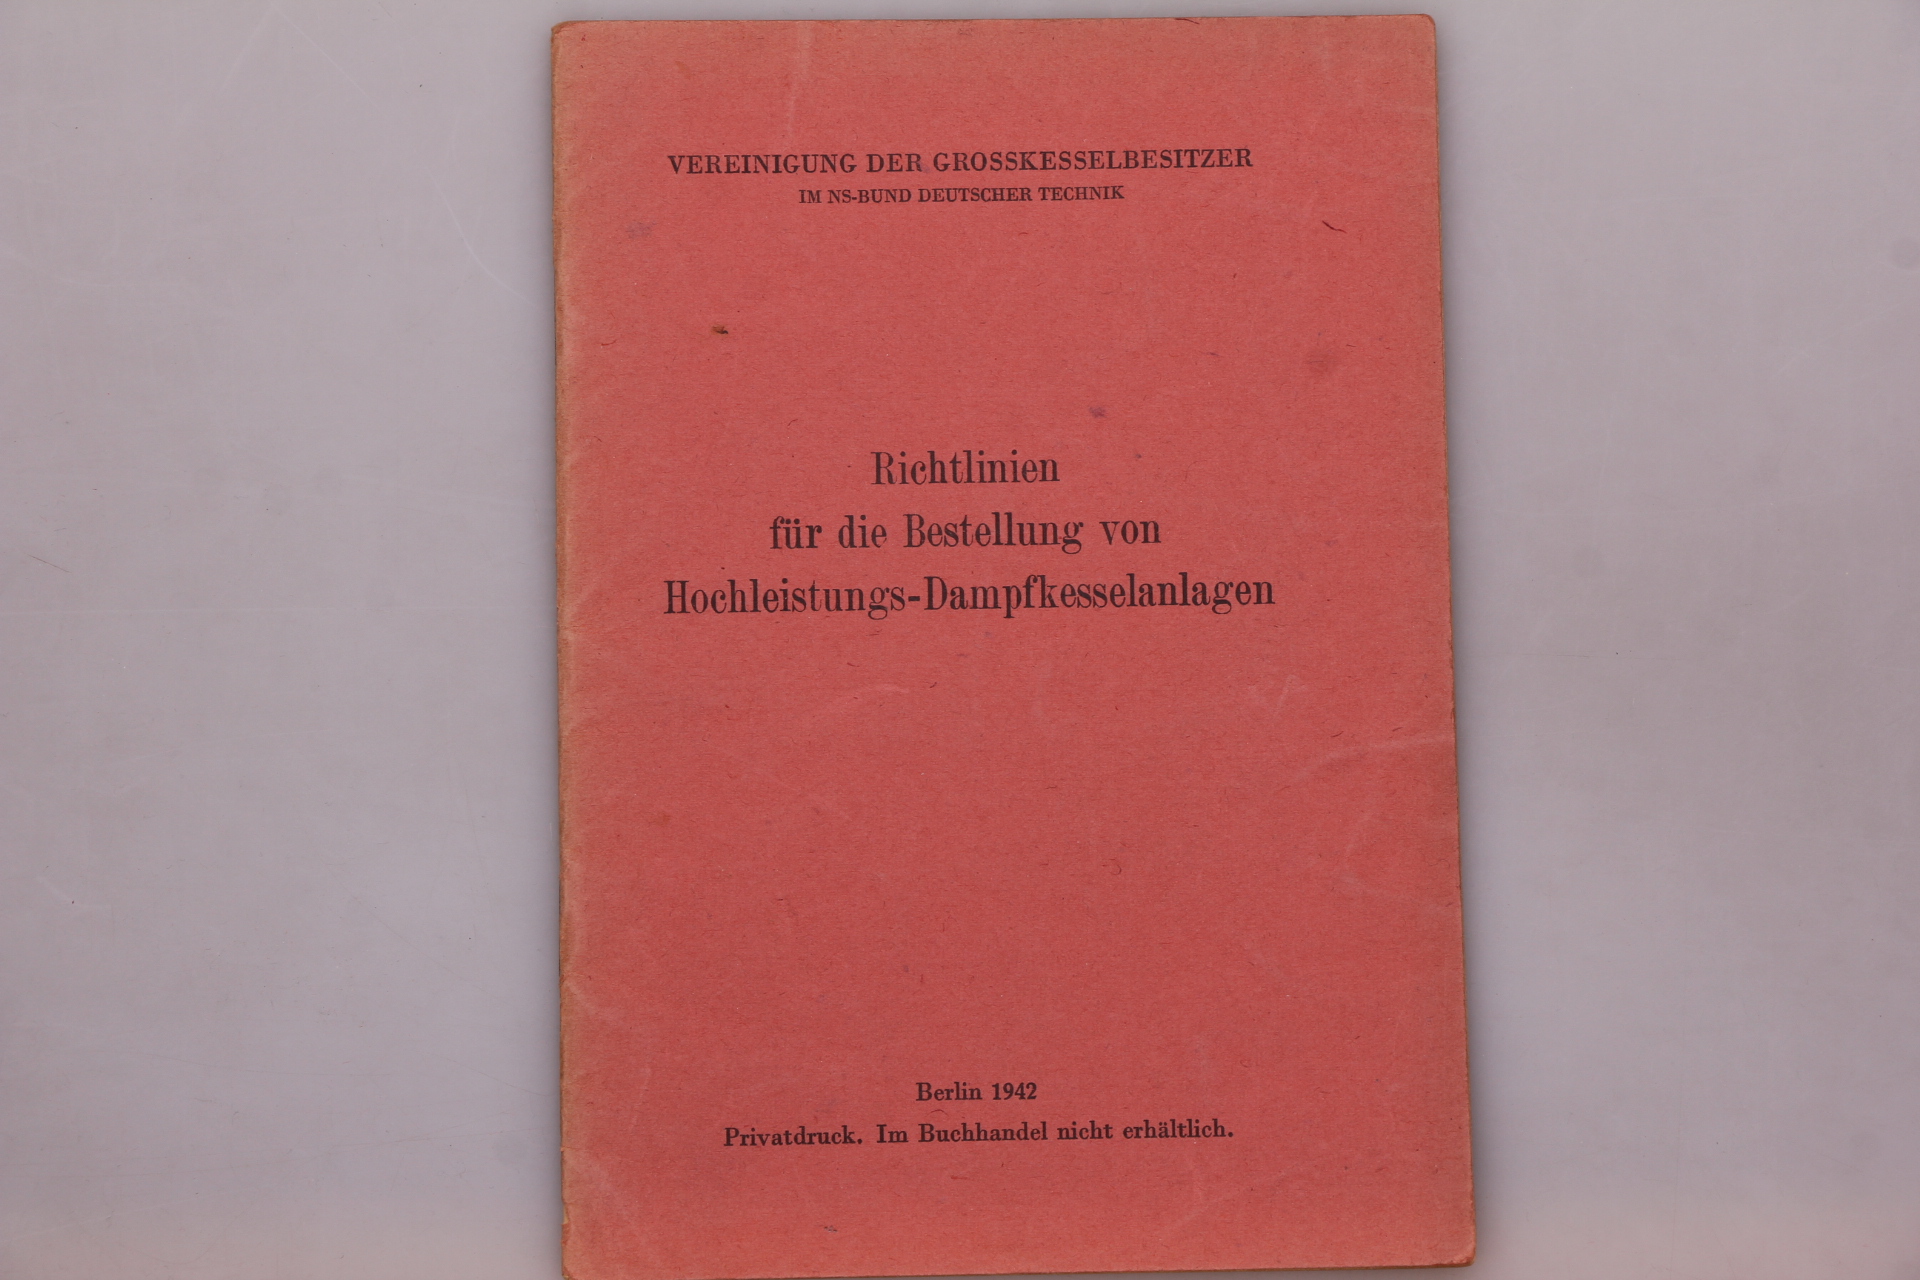 VEREINIGUNG DER GROSSKESSELBESITZER
IM NS-BUND DEUTSCHER TECHNIK
Richtlinien
für die Bestellung von
Hochleistungs-Dampfkesselanlagen
Berlin 1942
Privatdruck. Im Buchhandel nicht erhältlich.